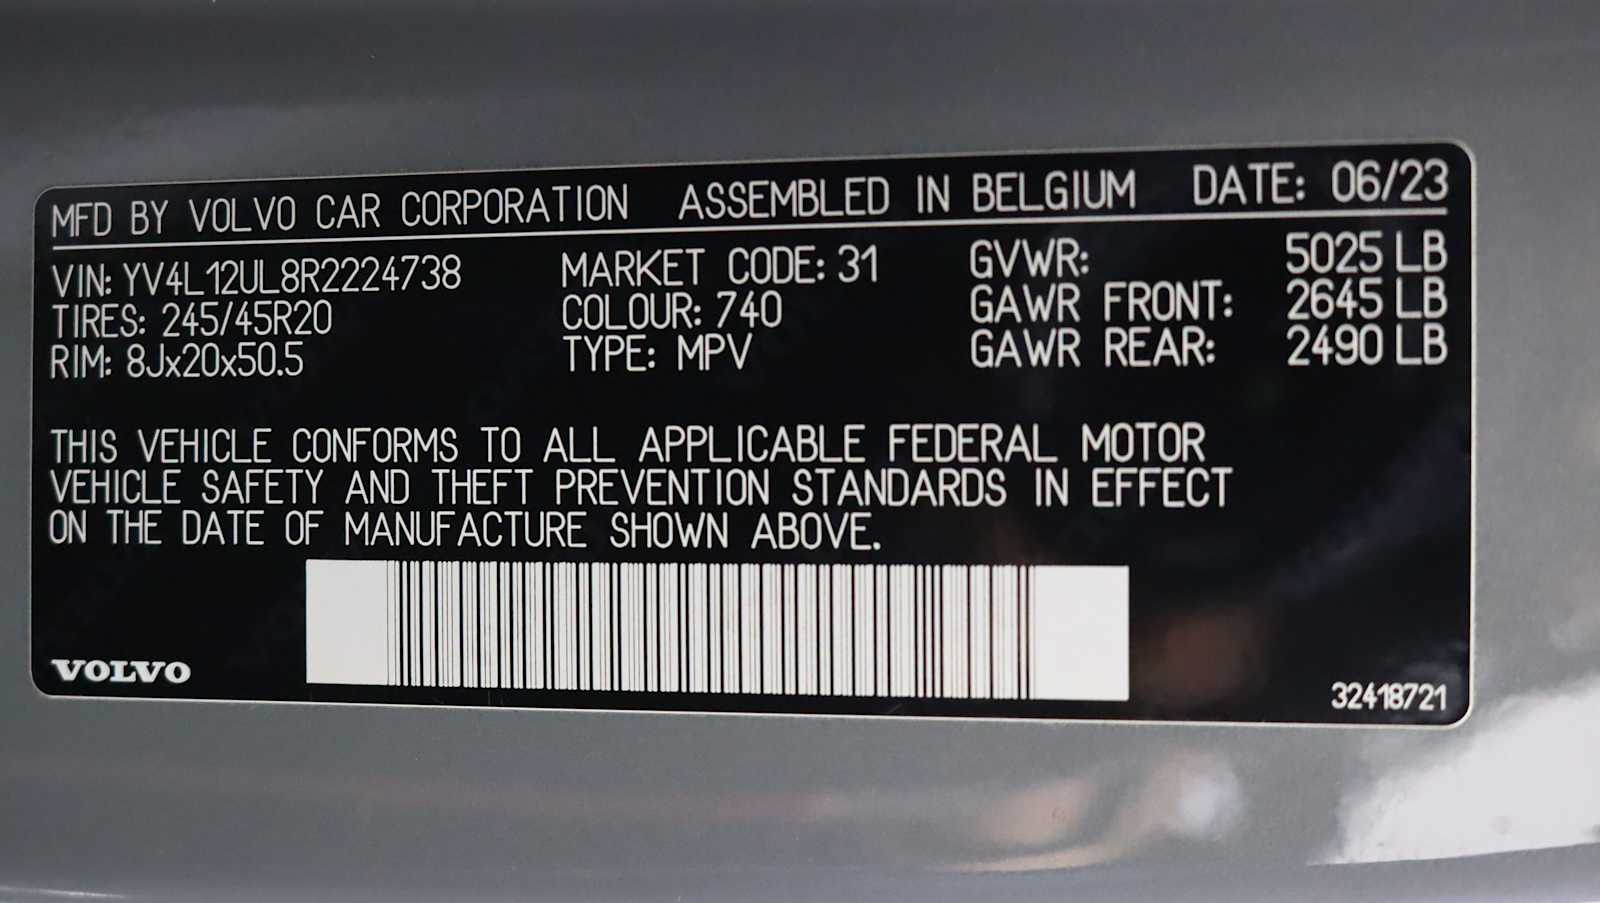 MFD BY VOLVO CAR CORPORATION ASSEMBLED IN BELGIUM DATE: 06/23
VIN: YV4L12UL8R2224738 MARKET CODE: 31 GVWR: 5025 LB
TIRES: 245/45R20 COLOUR: 740 GAWR FRONT: 2645 LB
RIM: 8Jx20x50.5 TYPE: MPV GAWR REAR: 2490 LB
THIS VEHICLE CONFORMS TO ALL APPLICABLE FEDERAL MOTOR
VEHICLE SAFETY AND THEFT PREVENTION STANDARDS IN EFFECT
ON THE DATE OF MANUFACTURE SHOWN ABOVE.
VOLVO
32418721